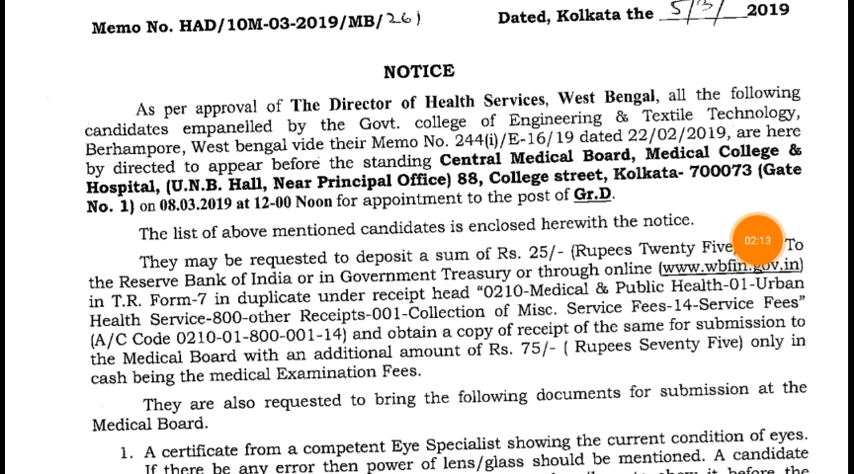 Memo No. HAD/10M-03-2019/MB/261
Dated, Kolkata the 5/3/ 2019
NOTICE
As per approval of The Director of Health Services, West Bengal, all the following
candidates empanelled by the Govt. college of Engineering & Textile Technology,
Berhampore, West bengal vide their Memo No. 244(i)/E-16/19 dated 22/02/2019, are here
by directed to appear before the standing Central Medical Board, Medical College &
Hospital, (U.N.B. Hall, Near Principal Office) 88, College street, Kolkata- 700073 (Gate
No. 1) on 08.03.2019 at 12-00 Noon for appointment to the post of Gr.D.
The list of above mentioned candidates is enclosed herewith the notice.
They may be requested to deposit a sum of Rs. 25/- (Rupees Twenty Five To
02:13
the Reserve Bank of India or in Government Treasury or through online (www.wbfin.gov.in)
in T.R. Form-7 in duplicate under receipt head "0210-Medical & Public Health-01-Urban
Health Service-800-other Receipts-001-Collection of Misc. Service Fees-14-Service Fees"
(A/C Code 0210-01-800-001-14) and obtain a copy of receipt of the same for submission to
the Medical Board with an additional amount of Rs. 75/- ( Rupees Seventy Five) only in
cash being the medical Examination Fees.
They are also requested to bring the following documents for submission at the
Medical Board.
1. A certificate from a competent Eye Specialist showing the current condition of eyes.
If there be any error then power of lens/glass should be mentioned. A candidate
it before the